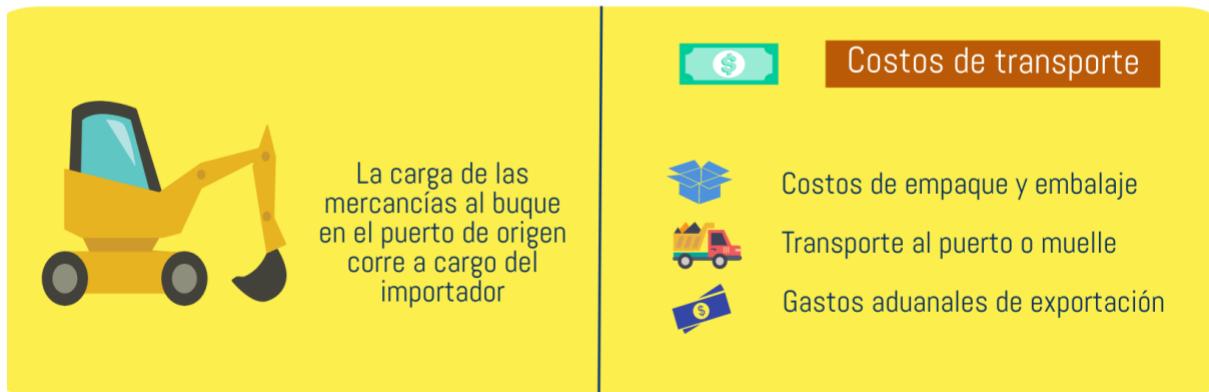 La carga de las
mercancías al buque
en el puerto de origen
corre a cargo del
importador
$
Costos de transporte
Costos de empaque y embalaje
Transporte al puerto o muelle
$
Gastos aduanales de exportación